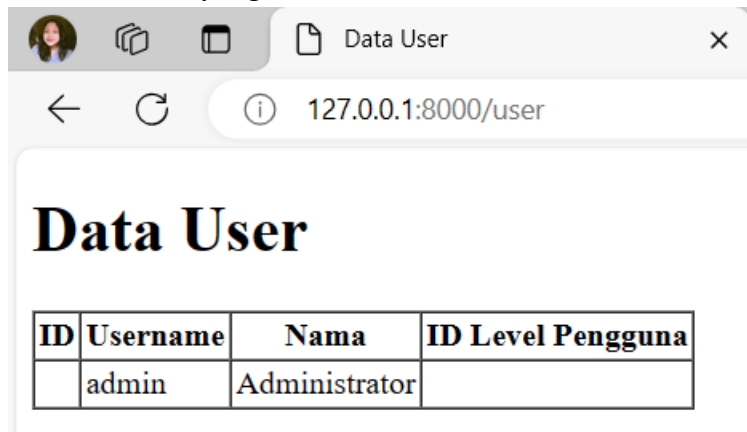 Data User
127.0.0.1:8000/user
Data User
ID Username Nama ID Level Pengguna
admin Administrator